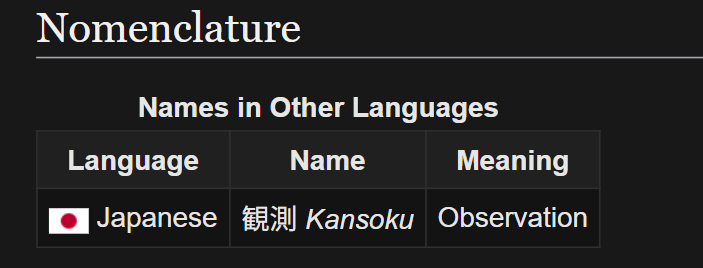 Nomenclature
Names in Other Languages
Language Name Meaning
Japanese 観測 Kansoku Observation